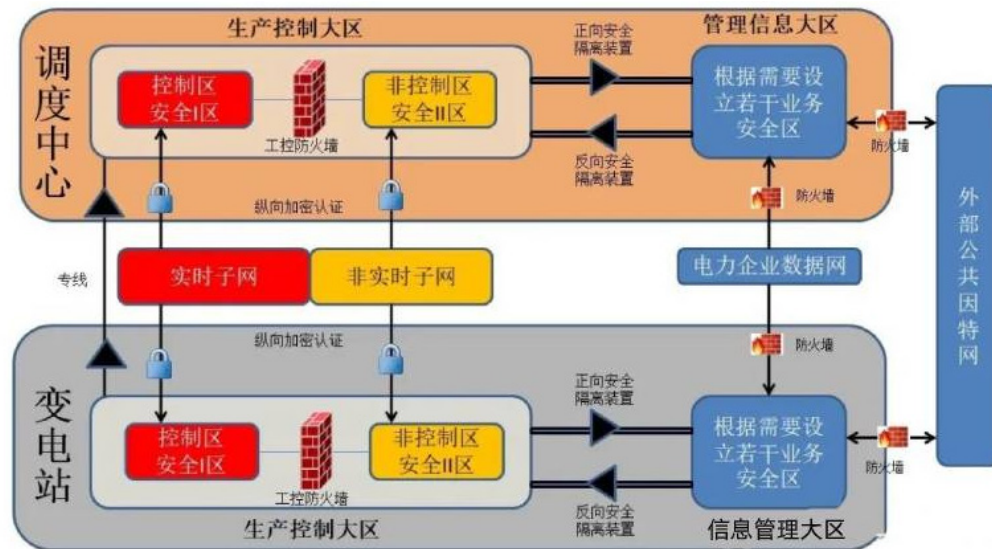 生产控制大区
正向安全
隔离装置
管理信息大区
调度中心
控制区
安全I区
非控制区
安全II区
工控防火墙
根据需要设
立若干业务
安全区
防火墙
反向安全
隔离装置
纵向加密认证
防火墙
外部公共因特网
专线
实时子网
非实时子网
电力企业数据网
纵向加密认证
防火墙
变电站
正向安全
隔离装置
控制区
安全I区
非控制区
安全II区
工控防火墙
根据需要设
立若干业务
安全区
防火墙
反向安全
隔离装置
生产控制大区
信息管理大区